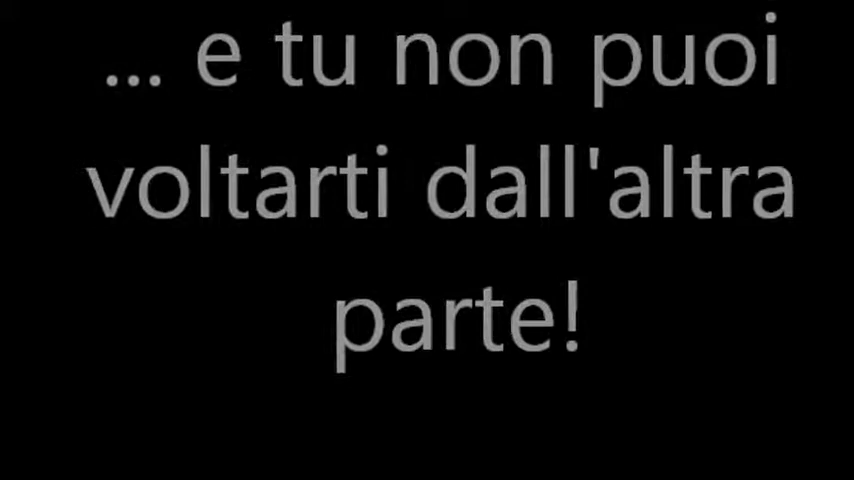 ... e tu non puoi
voltarti dall'altra
parte!